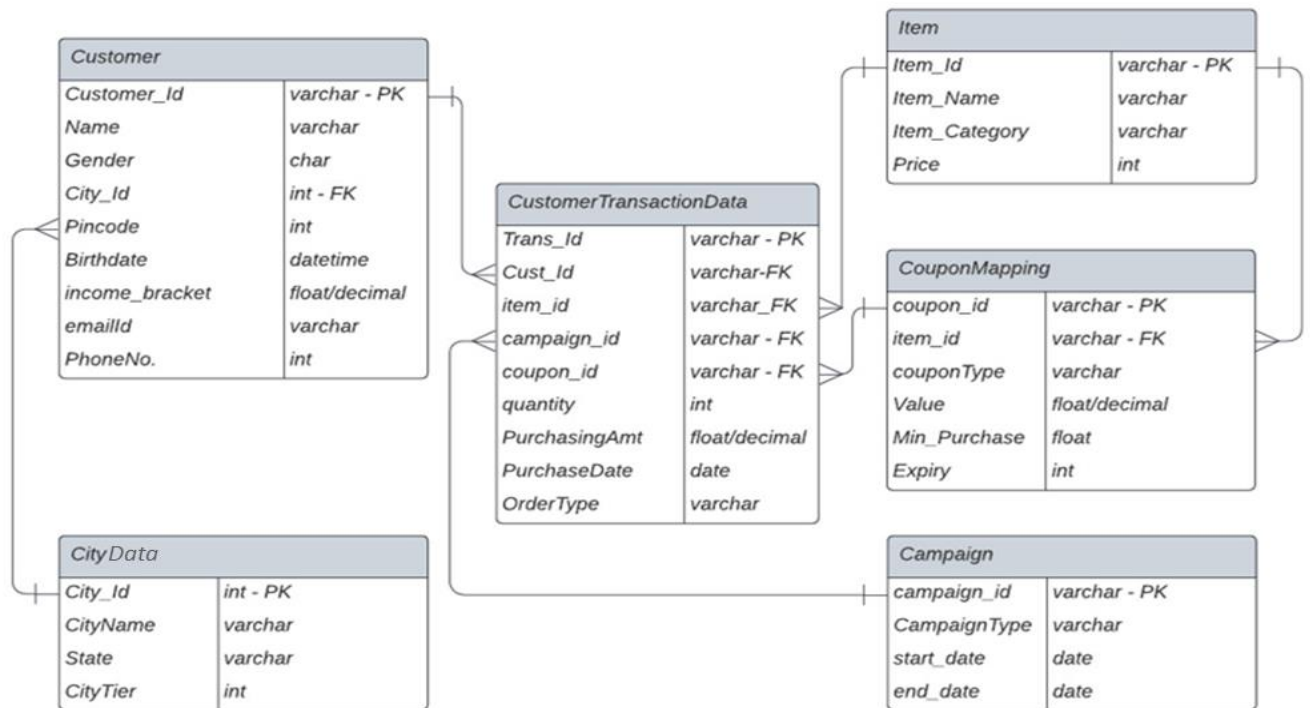 Customer
Customer_Id varchar - PK
Name varchar
Gender char
City_Id int - FK
Pincode int
Birthdate datetime
income_bracket float/decimal
emailId varchar
PhoneNo. int
CityData
City_Id int - PK
CityName varchar
State varchar
CityTier int
CustomerTransactionData
Trans_Id varchar - PK
Cust_Id varchar-FK
item_id varchar_FK
campaign_id varchar - FK
coupon_id varchar - FK
quantity int
PurchasingAmt float/decimal
PurchaseDate date
OrderType varchar
Item
Item_Id varchar - PK
Item_Name varchar
Item_Category varchar
Price int
CouponMapping
coupon_id varchar - PK
item_id varchar - FK
couponType varchar
Value float/decimal
Min_Purchase float
Expiry int
Campaign
campaign_id varchar - PK
CampaignType varchar
start_date date
end_date date